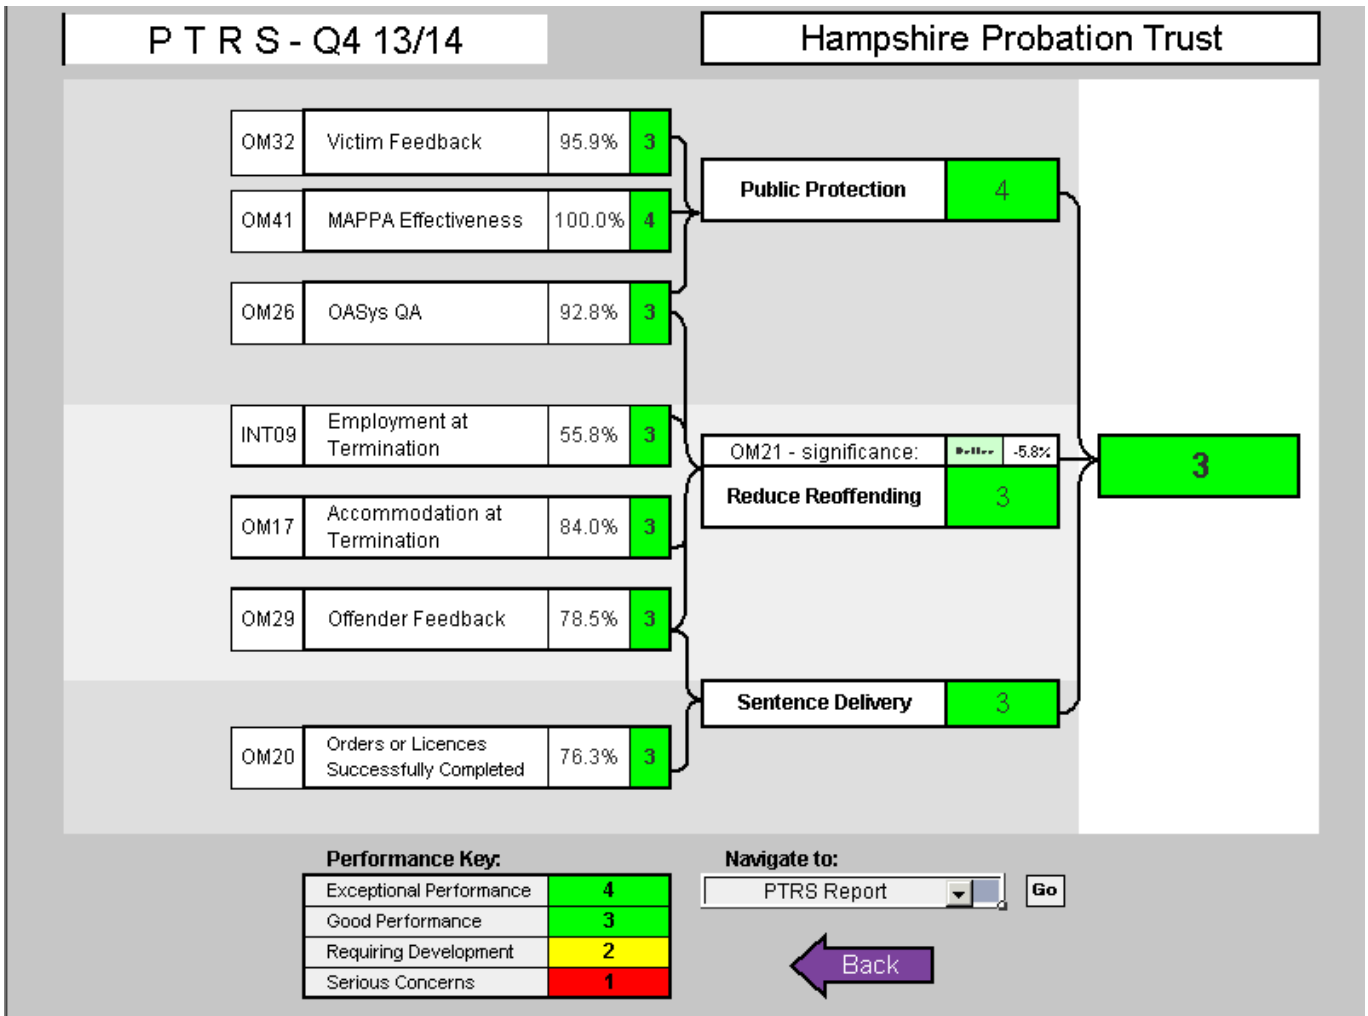 P T R S - Q4 13/14
Hampshire Probation Trust
OM32 Victim Feedback 95.9% 3
Public Protection 4
OM41 MAPPA Effectiveness 100.0% 4
OM26 OASys QA 92.8% 3
INT09 Employment at
Termination 55.8% 3
OM21 - significance: Better -5.8%
Reduce Reoffending 3
3
OM17 Accommodation at
Termination 84.0% 3
OM29 Offender Feedback 78.5% 3
Sentence Delivery 3
OM20 Orders or Licences
Successfully Completed 76.3% 3
Performance Key:
Exceptional Performance 4
Good Performance 3
Requiring Development 2
Serious Concerns 1
Navigate to:
PTRS Report
Go
Back